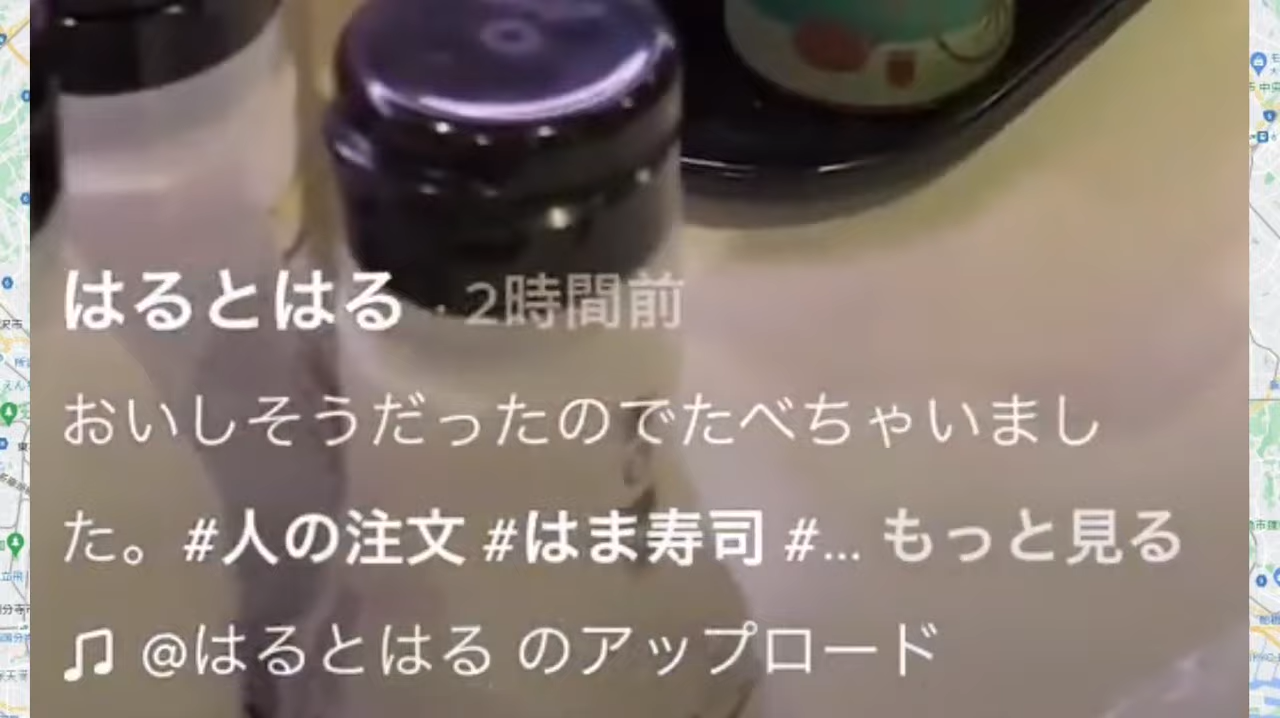 はるとはる · 2時間前
おいしそうだったのでたべちゃいまし
た。#人の注文 #はま寿司 #... もっと見る
♫ @はるとはる のアップロード